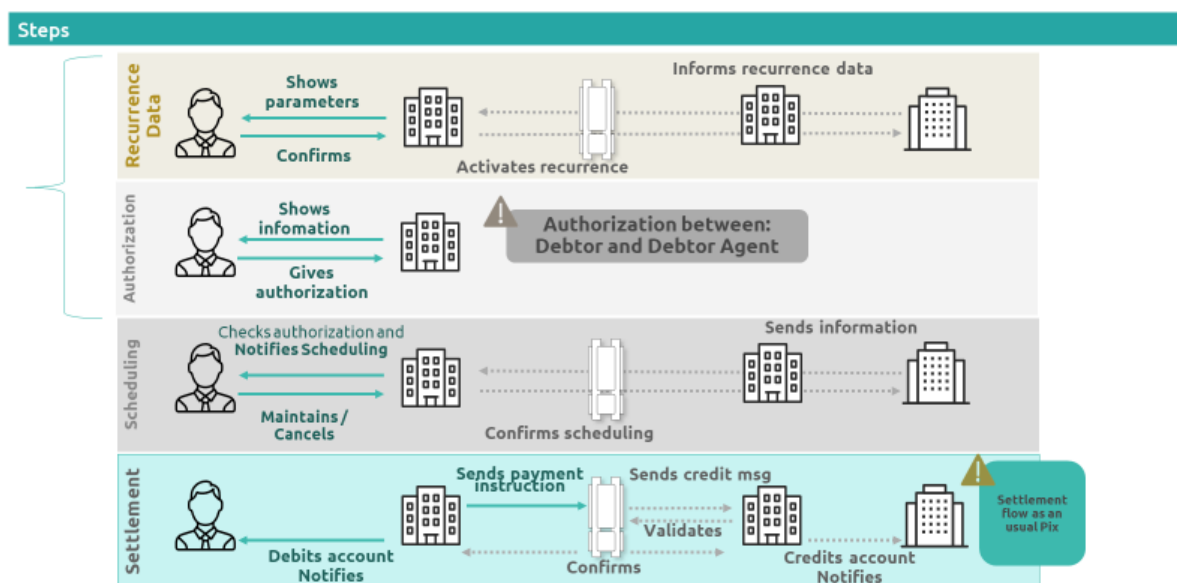 Steps
Recurrence
Data
Shows
parameters
Confirms
Informs recurrence data
Activates recurrence
Authorization
Shows
infomation
Gives
authorization
Authorization between:
Debtor and Debtor Agent
Scheduling
Checks authorization and
Notifies Scheduling
Maintains /
Cancels
Sends information
Confirms scheduling
Settlement
Sends payment
instruction
Sends credit msg
Validates
Debits account
Notifies
Confirms
Credits account
Notifies
Settlement
flow as an
usual Pix